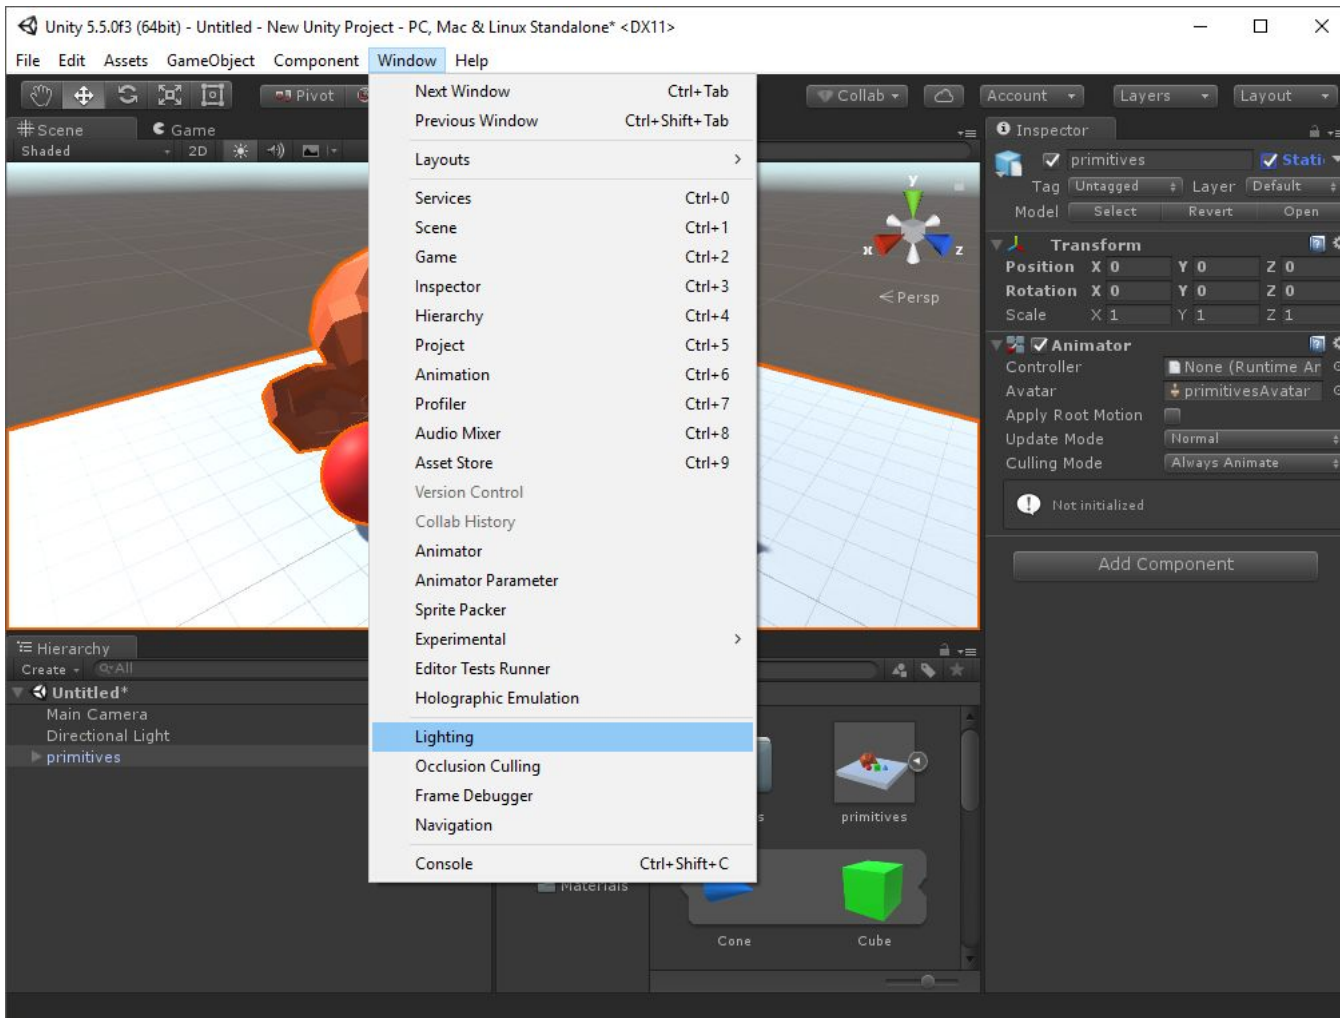 Unity 5.5.0f3 (64bit) - Untitled - New Unity Project - PC, Mac & Linux Standalone* <DX11>
File Edit Assets GameObject Component Window Help
Pivot Collab Account Layers Layout
Next Window Ctrl+Tab
Previous Window Ctrl+Shift+Tab
Layouts
Services Ctrl+0
Scene Ctrl+1
Game Ctrl+2
Inspector Ctrl+3
Hierarchy Ctrl+4
Project Ctrl+5
Animation Ctrl+6
Profiler Ctrl+7
Audio Mixer Ctrl+8
Asset Store Ctrl+9
Version Control
Collab History
Animator
Animator Parameter
Sprite Packer
Experimental
Editor Tests Runner
Holographic Emulation
Lighting
Occlusion Culling
Frame Debugger
Navigation
Console Ctrl+Shift+C
Scene Game
Shaded 2D
y
x z
Persp
Inspector
primitives Stati
Tag Untagged Layer Default
Model Select Revert Open
Transform
Position X 0 Y 0 Z 0
Rotation X 0 Y 0 Z 0
Scale X 1 Y 1 Z 1
Animator
Controller None (Runtime Ar
Avatar primitivesAvatar
Apply Root Motion
Update Mode Normal
Culling Mode Always Animate
Not initialized
Add Component
Hierarchy
Create All
Untitled*
Main Camera
Directional Light
primitives
s primitives
Materials
Cone Cube